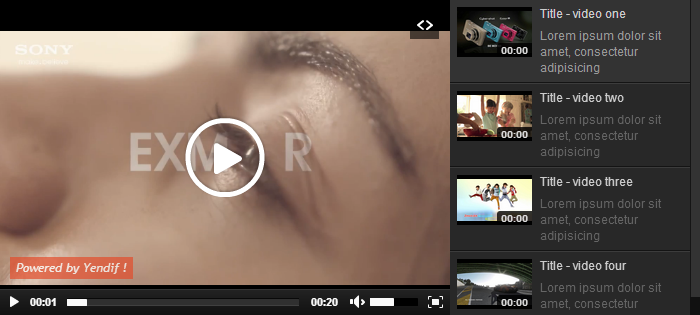 SONY
EXM R
Powered by Yendif !
00:01
00:20
Title - video one
Lorem ipsum dolor sit
amet, consectetur
adipisicing
00:00
Title - video two
Lorem ipsum dolor sit
amet, consectetur
adipisicing
00:00
Title - video three
Lorem ipsum dolor sit
amet, consectetur
adipisicing
00:00
Title - video four
Lorem ipsum dolor sit
amet, consectetur
00:00